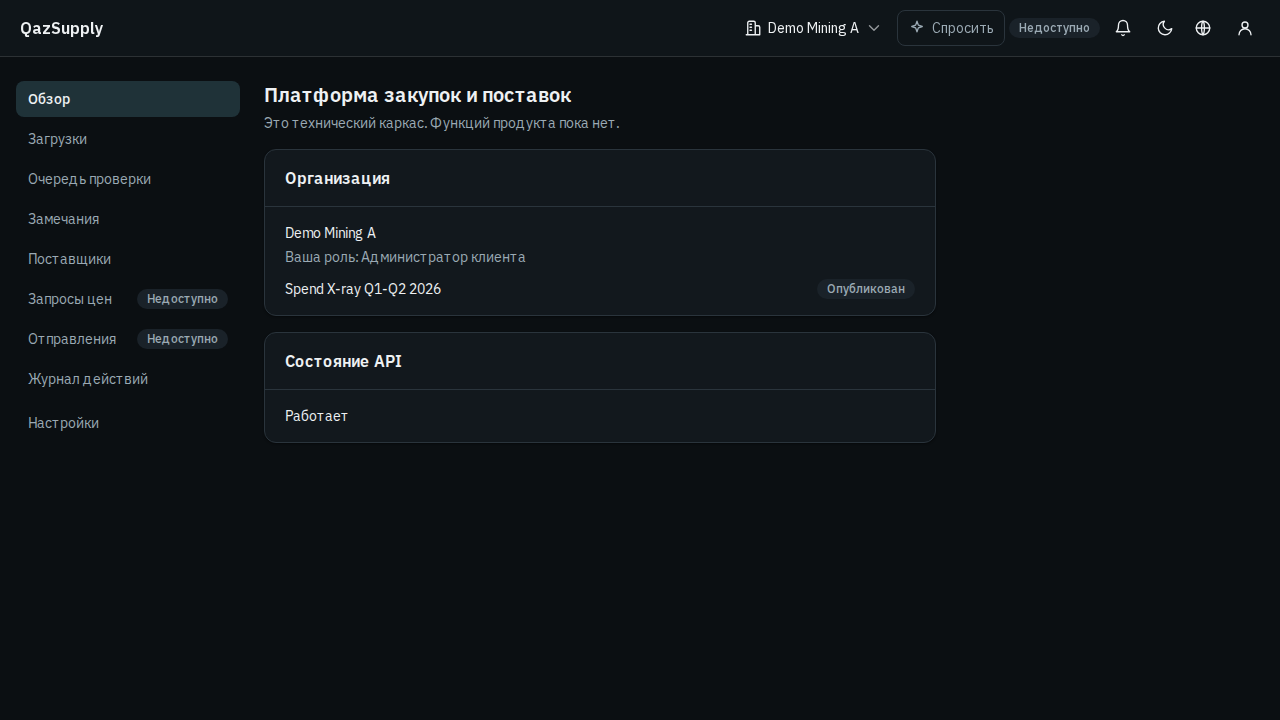 QazSupply
Demo Mining A
Спросить
Недоступно
Обзор
Загрузки
Очередь проверки
Замечания
Поставщики
Запросы цен Недоступно
Отправления Недоступно
Журнал действий
Настройки
Платформа закупок и поставок
Это технический каркас. Функций продукта пока нет.
Организация
Demo Mining A
Ваша роль: Администратор клиента
Spend X-ray Q1-Q2 2026 Опубликован
Состояние API
Работает